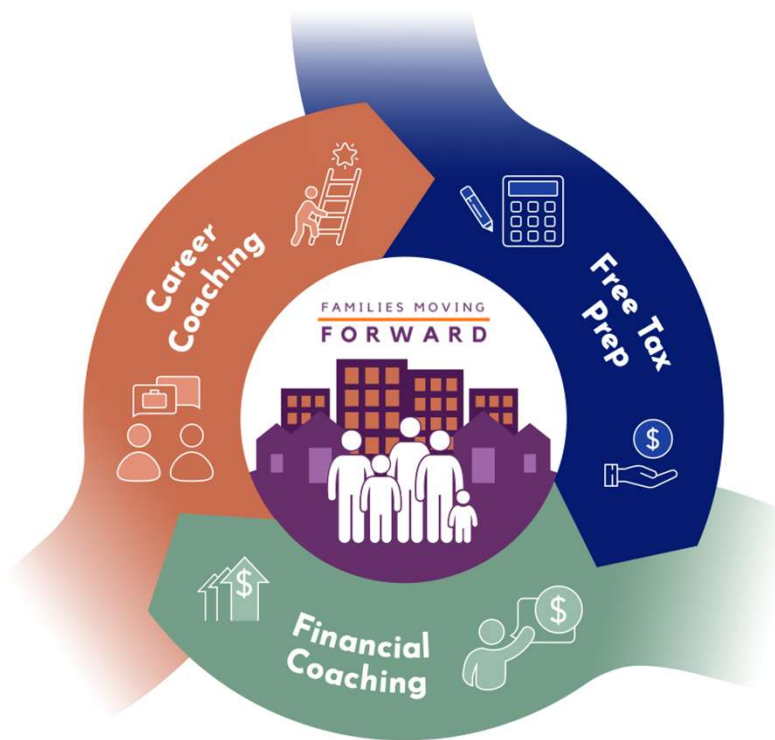 Career
Coaching
Free Tax
Prep
FAMILIES MOVING
FORWARD
$
$
$
Financial
Coaching